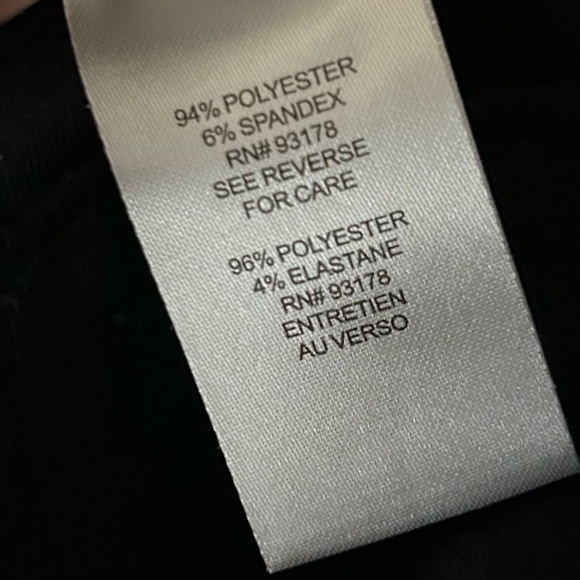 94% POLYESTER
6% SPANDEX
RN# 93178
SEE REVERSE
FOR CARE
96% POLYESTER
4% ELASTANE
RN# 93178
ENTRETIEN
AU VERSO